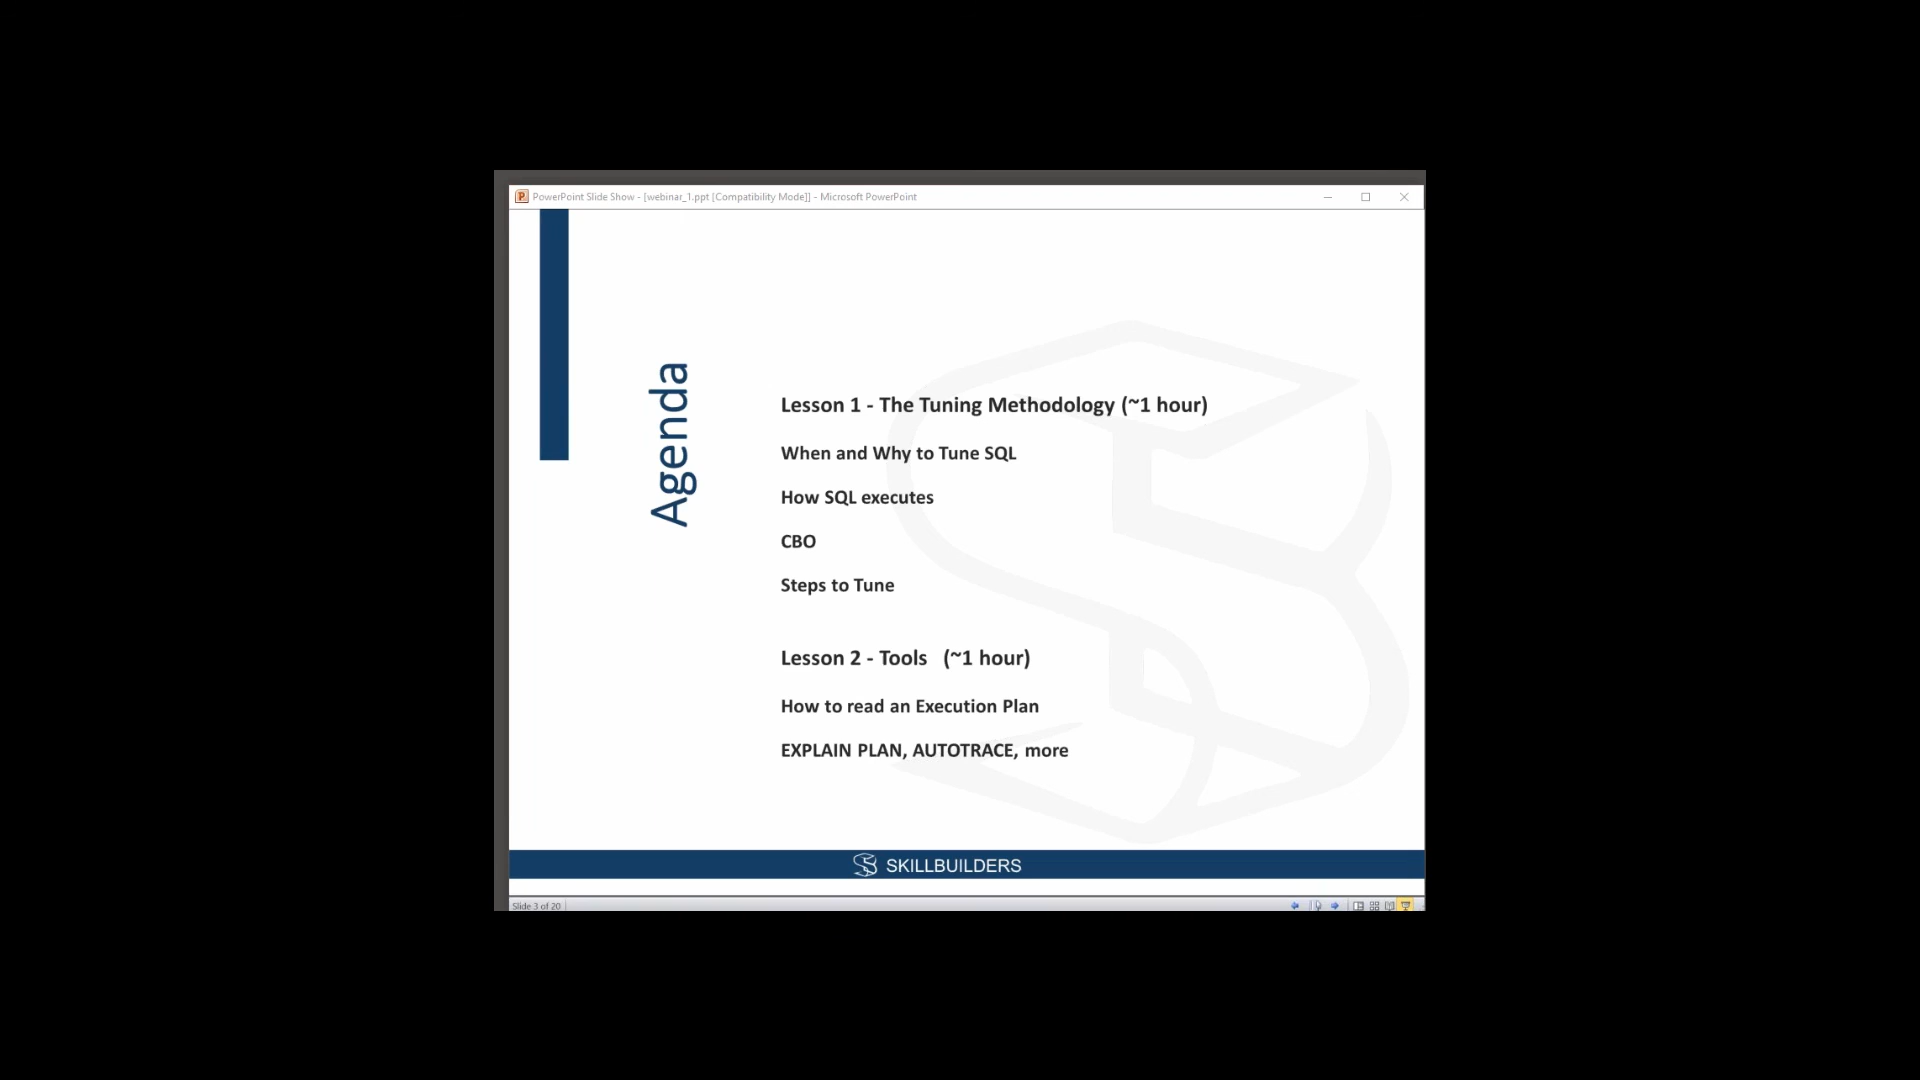 PowerPoint Slide Show - [webinar_1.ppt [Compatibility Mode]] - Microsoft PowerPoint
Agenda
Lesson 1 - The Tuning Methodology (~1 hour)
When and Why to Tune SQL
How SQL executes
CBO
Steps to Tune
Lesson 2 - Tools (~1 hour)
How to read an Execution Plan
EXPLAIN PLAN, AUTOTRACE, more
SKILLBUILDERS
Slide 3 of 20